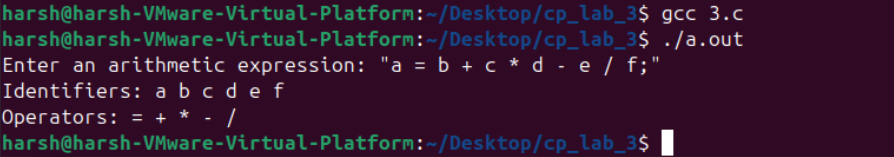 harsh@harsh-VMware-Virtual-Platform:~/Desktop/cp_lab_3$ gcc 3.c
harsh@harsh-VMware-Virtual-Platform:~/Desktop/cp_lab_3$ ./a.out
Enter an arithmetic expression: "a = b + c * d - e / f;"
Identifiers: a b c d e f
Operators: = + * - /
harsh@harsh-VMware-Virtual-Platform:~/Desktop/cp_lab_3$